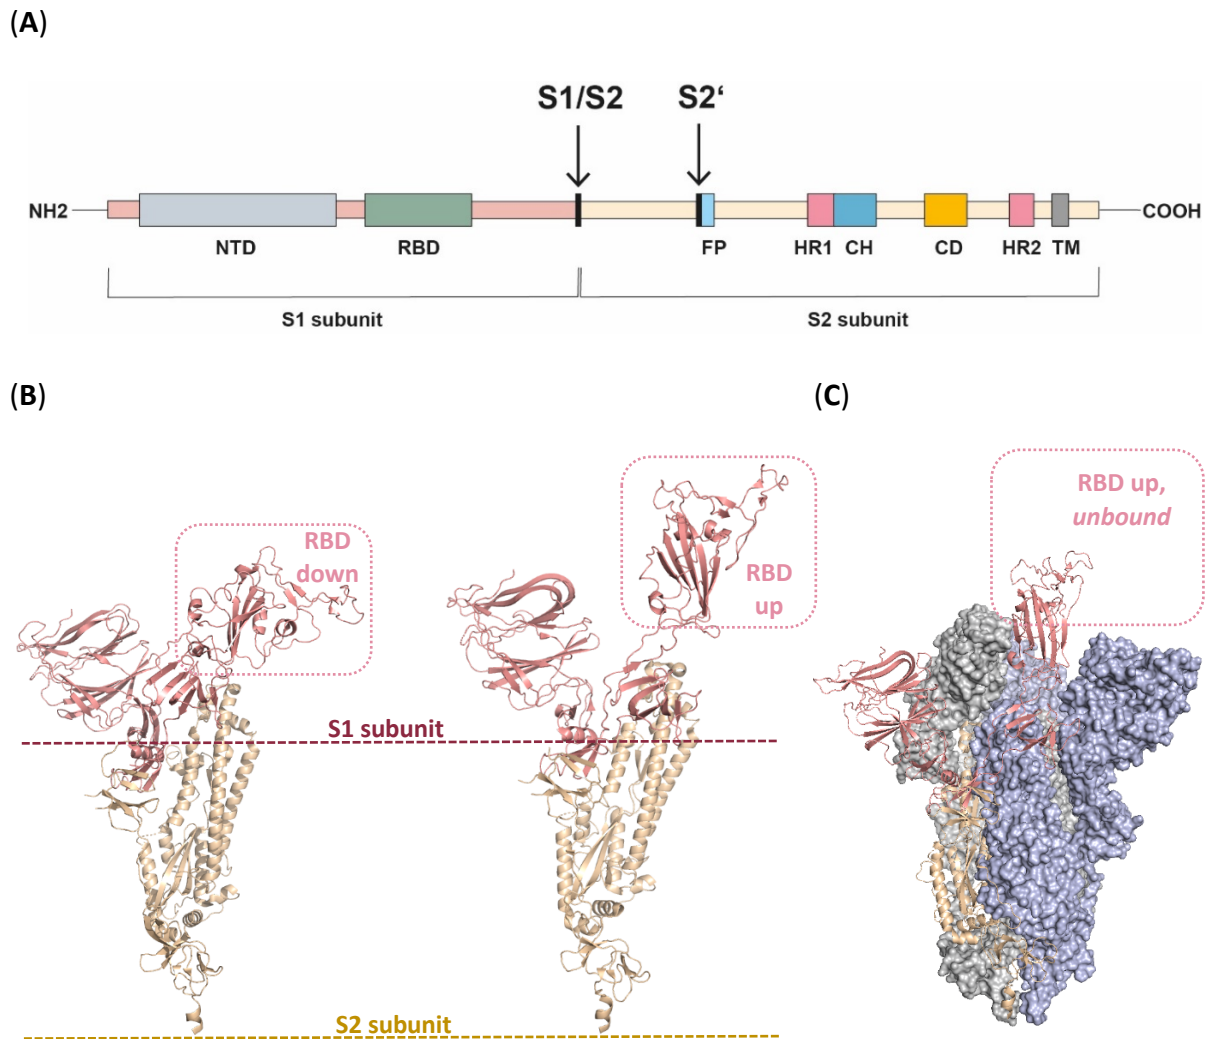 (A)
S1/S2 S2‘
NH2 COOH
NTD RBD FP HR1 CH CD HR2 TM
S1 subunit S2 subunit
(B) (C)
RBD
down
RBD
up
RBD up,
unbound
S1 subunit
S2 subunit